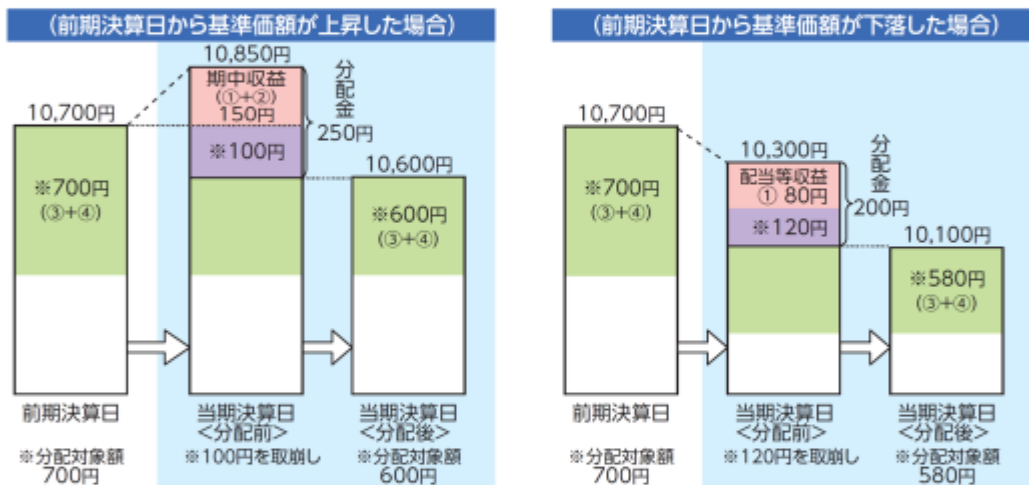 (前期決算日から基準価額が上昇した場合)
10,700円
※700円
(③+④)
10,850円
期中収益
(①+②)
150円
※100円
分配金
250円
10,600円
※600円
(③+④)
前期決算日
※分配対象額
700円
当期決算日
<分配前>
※100円を取崩し
当期決算日
<分配後>
※分配対象額
600円
(前期決算日から基準価額が下落した場合)
10,700円
※700円
(③+④)
10,300円
配当等収益
① 80円
※120円
分配金
200円
10,100円
※580円
(③+④)
前期決算日
※分配対象額
700円
当期決算日
<分配前>
※120円を取崩し
当期決算日
<分配後>
※分配対象額
580円